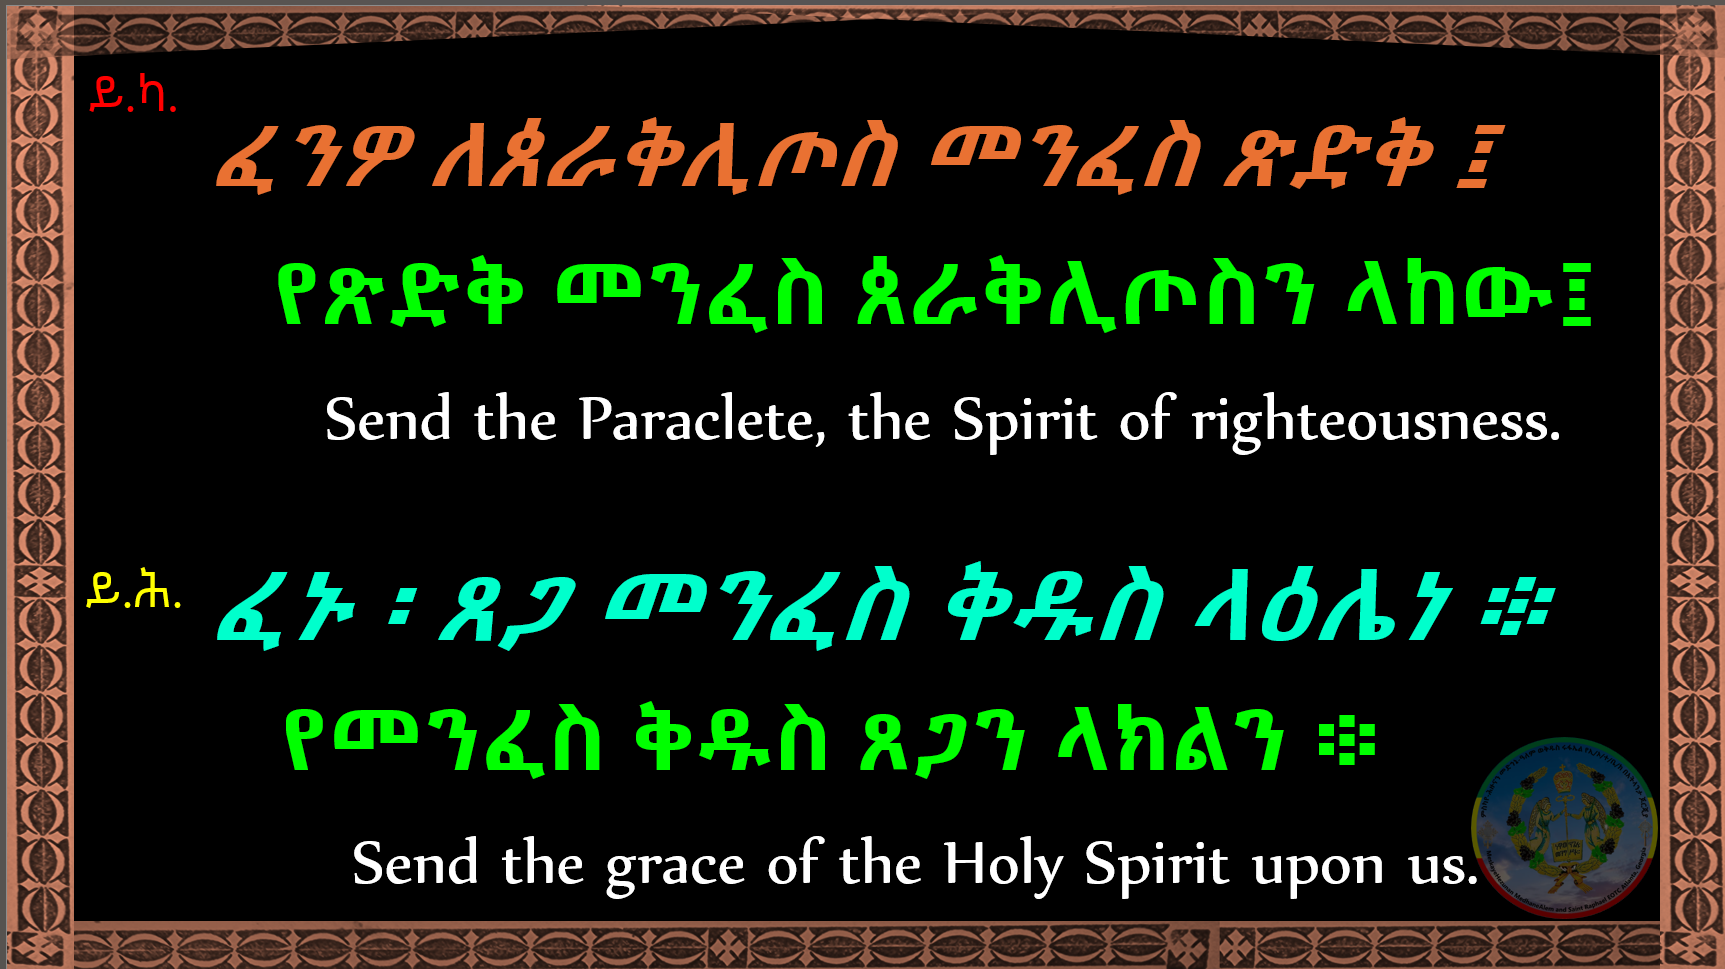 ይ.ካ.
ፈንዎ ለጰራቅሊጦስ መንፈስ ጽድቅ ፤
የጽድቅ መንፈስ ጰራቅሊጦስን ላከው፤
Send the Paraclete, the Spirit of righteousness.
ይ.ሕ.
ፈኑ ፡ ጸጋ መንፈስ ቅዱስ ላዕሌነ ፨
የመንፈስ ቅዱስ ጸጋን ላክልን ፨
Send the grace of the Holy Spirit upon us.